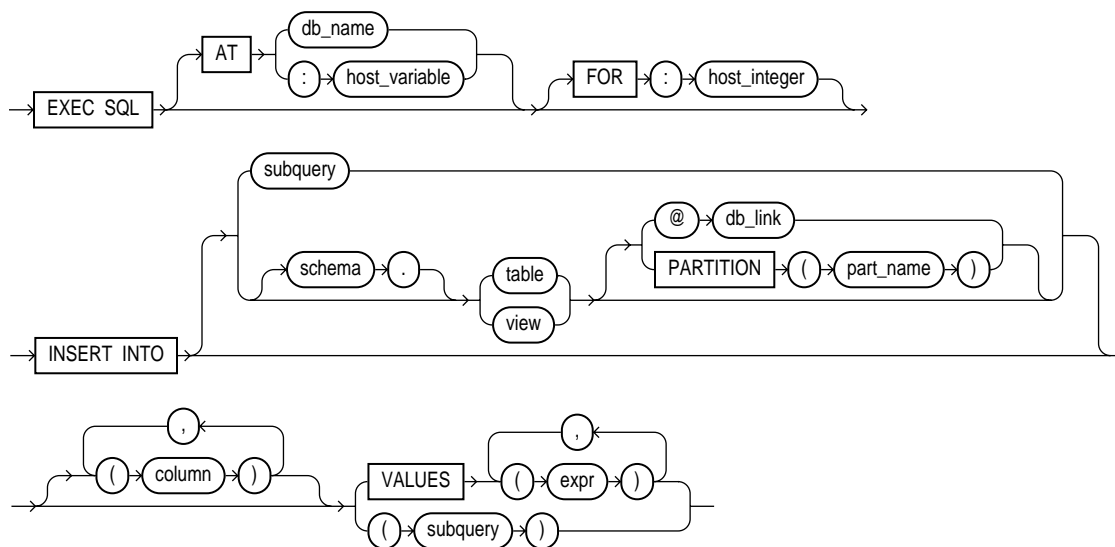 db_name
AT
: host_variable
FOR : host_integer
EXEC SQL
subquery
@ db_link
schema . table PARTITION ( part_name )
view
INSERT INTO
, ,
( column ) VALUES ( expr )
( subquery )